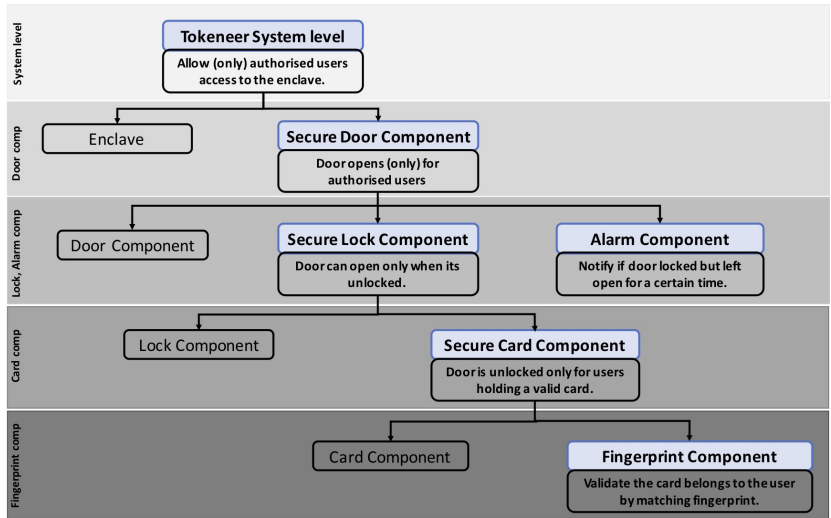 System level
Tokeneer System level
Allow (only) authorised users
access to the enclave.
Door comp
Enclave
Secure Door Component
Door opens (only) for
authorised users
Lock, Alarm comp
Door Component
Secure Lock Component
Door can open only when its
unlocked.
Alarm Component
Notify if door locked but left
open for a certain time.
Card comp
Lock Component
Secure Card Component
Door is unlocked only for users
holding a valid card.
Fingerprint comp
Card Component
Fingerprint Component
Validate the card belongs to the user
by matching fingerprint.